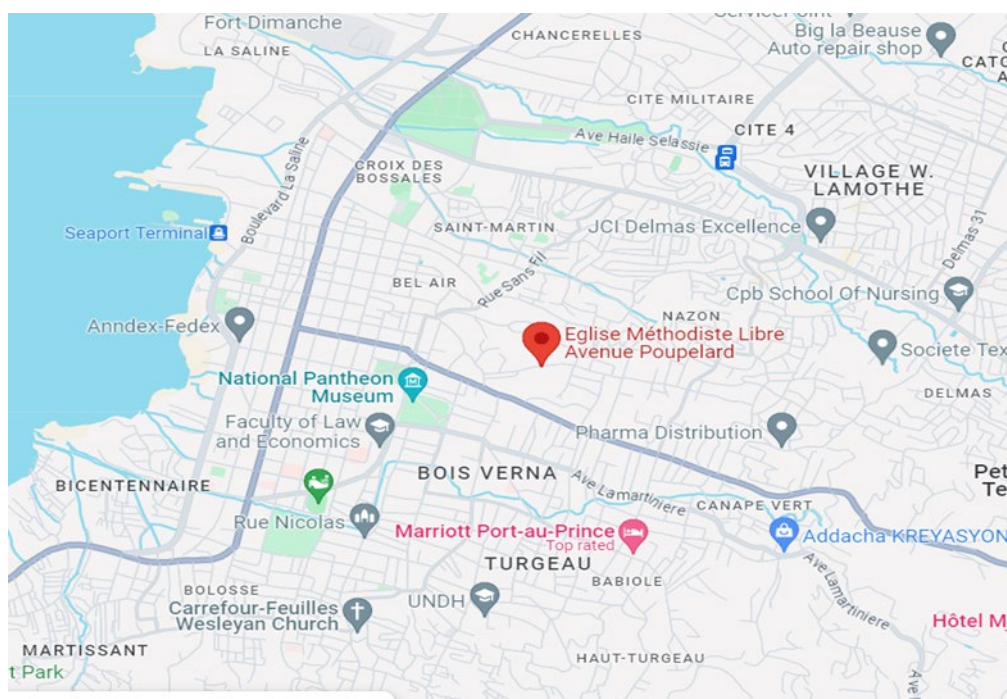 Fort Dimanche
LA SALINE
CHANCERELLES
Big la Beause
Auto repair shop
CITE MILITAIRE
CITE 4
Ave Haile Selassie
CROIX DES
BOSSALES
VILLAGE W.
LAMOTHE
Boulevard La Saline
Seaport Terminal
SAINT-MARTIN
JCI Delmas Excellence
Delmas 31
BEL AIR
Rue Sans Fil
Cpb School Of Nursing
Anndex-Fedex
NAZON
Eglise Méthodiste Libre
Avenue Poupelard
Societe Tex
National Pantheon
Museum
DELMAS
Faculty of Law
and Economics
Pharma Distribution
BOIS VERNA
Pet
Te
BICENTENNAIRE
Ave Lamartiniere
CANAPE VERT
Rue Nicolas
Marriott Port-au-Prince
Top rated
Addacha KREYASYON
TURGEAU
BABIOLE
Ave Lamartiniere
BOLOSSE
UNDH
Carrefour-Feuilles
Wesleyan Church
Hôtel M
MARTISSANT
HAUT-TURGEAU
t Park